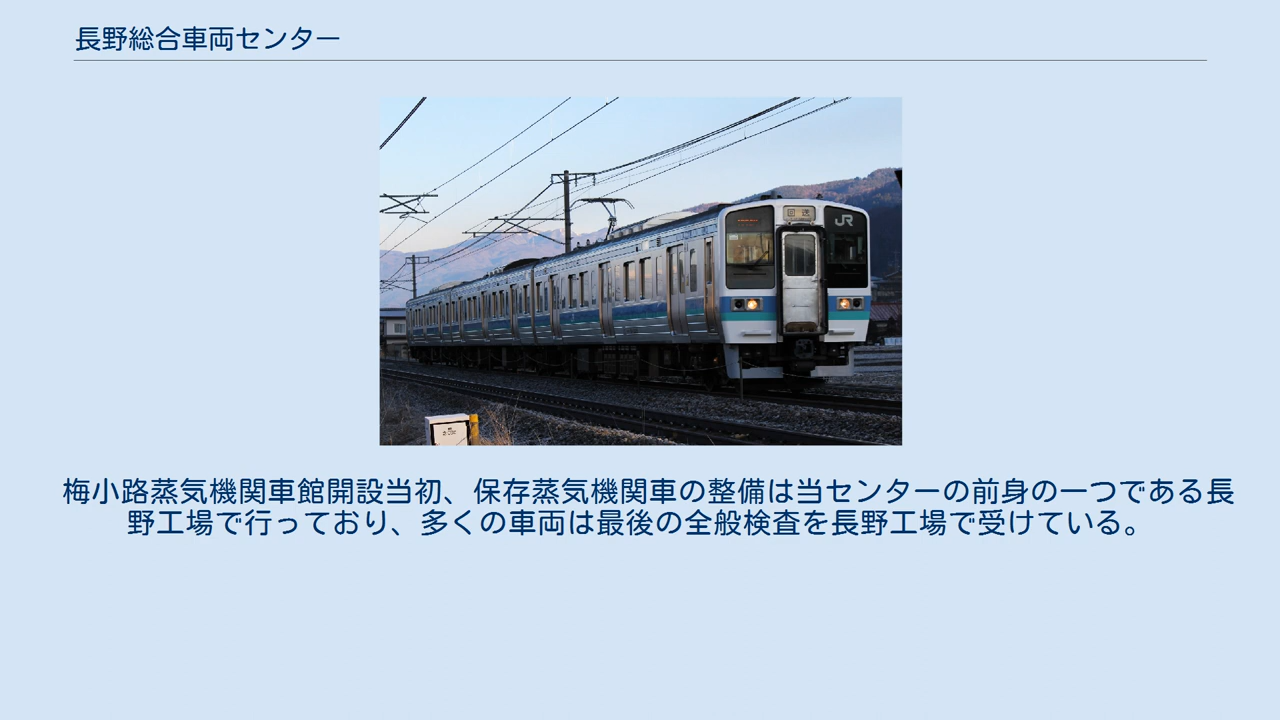 長野総合車両センター
回送
JR
梅小路蒸気機関車館開設当初、保存蒸気機関車の整備は当センターの前身の一つである長
野工場で行っており、多くの車両は最後の全般検査を長野工場で受けている。